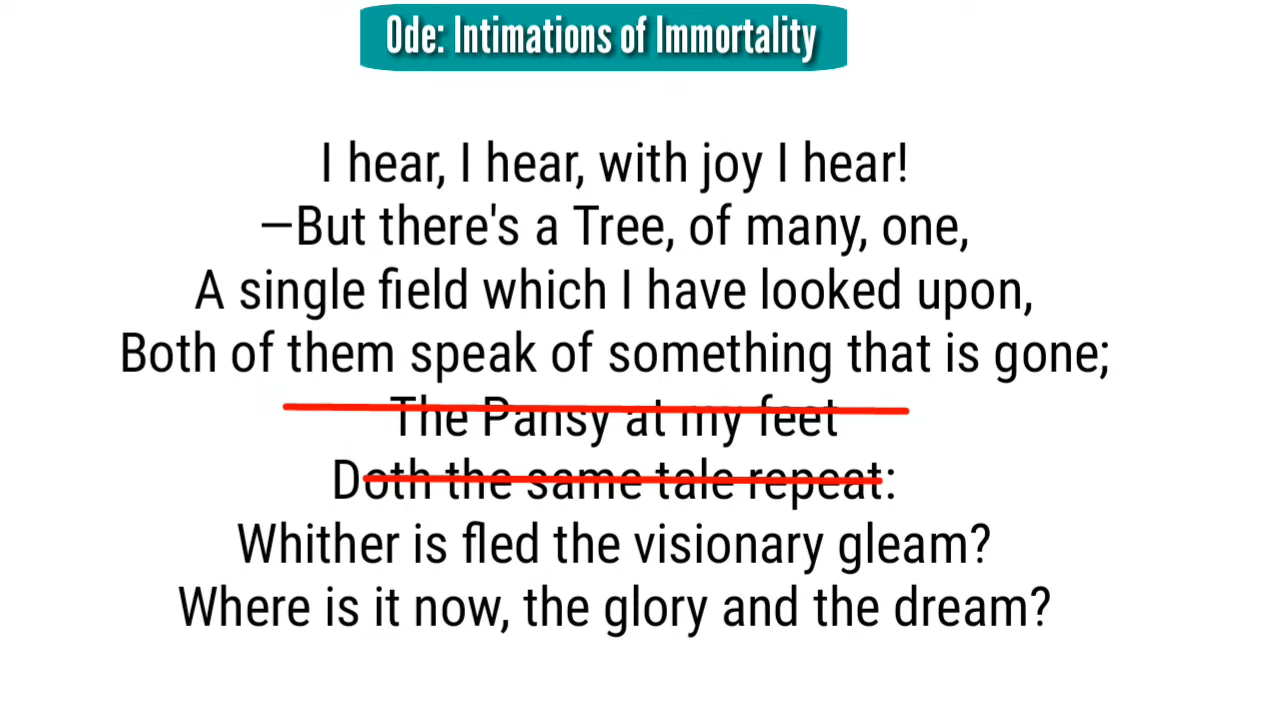 Ode: Intimations of Immortality
I hear, I hear, with joy I hear!
—But there's a Tree, of many, one,
A single field which I have looked upon,
Both of them speak of something that is gone;
The Pansy at my feet
Doth the same tale repeat:
Whither is fled the visionary gleam?
Where is it now, the glory and the dream?